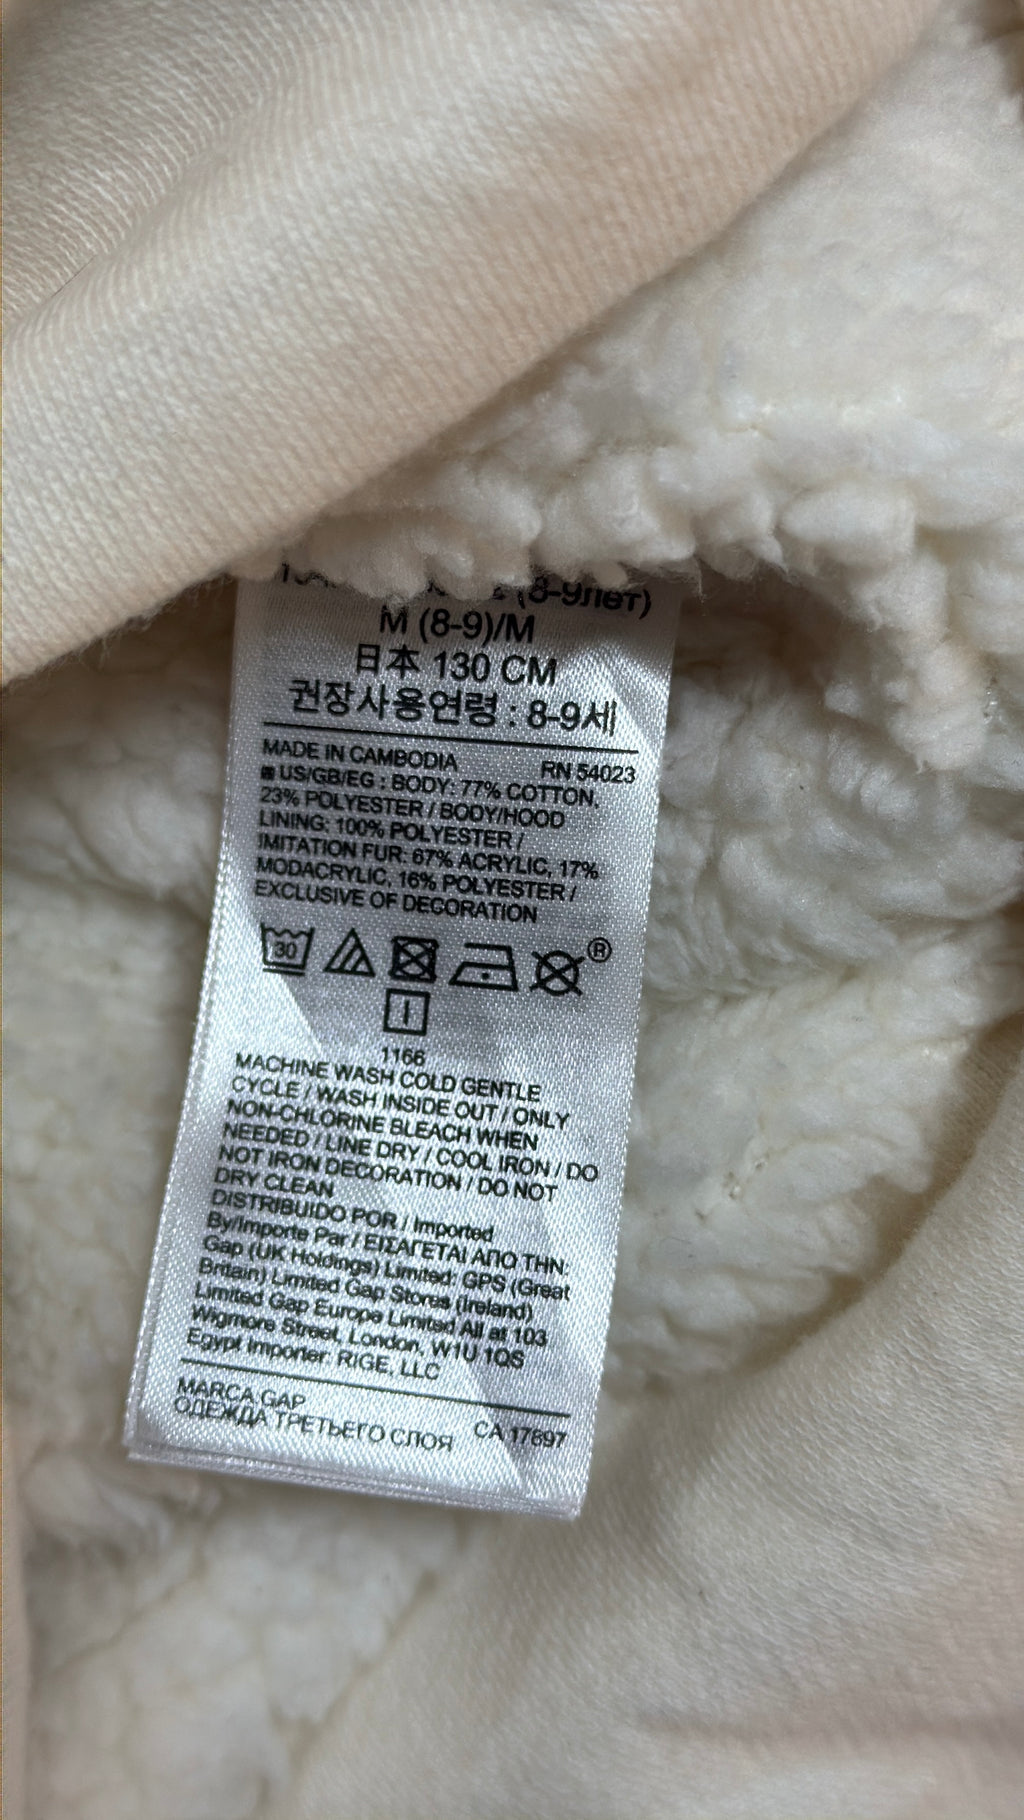 (8-9лет)
M (8-9)/M
日本 130 CM
권장사용연령 : 8-9세
MADE IN CAMBODIA RN 54023
US/GB/EG : BODY: 77% COTTON,
23% POLYESTER / BODY/HOOD
LINING: 100% POLYESTER /
IMITATION FUR: 67% ACRYLIC, 17%
MODACRYLIC, 16% POLYESTER /
EXCLUSIVE OF DECORATION
30
®
1166
MACHINE WASH COLD GENTLE
CYCLE / WASH INSIDE OUT / ONLY
NON-CHLORINE BLEACH WHEN
NEEDED / LINE DRY / COOL IRON / DO
NOT IRON DECORATION / DO NOT
DRY CLEAN
DISTRIBUIDO POR / Imported
By/Importe Par / ΕΙΣΑΓΕΤΑΙ ΑΠΟ ΤΗΝ:
Gap (UK Holdings) Limited: GPS (Great
Britain) Limited Gap Stores (Ireland)
Limited Gap Europe Limited All at 103
Wigmore Street, London, W1U 1QS
Egypt Importer: RIGE, LLC
MARCA GAP
ОДЕЖДА ТРЕТЬЕГО СЛОЯ CA 17897